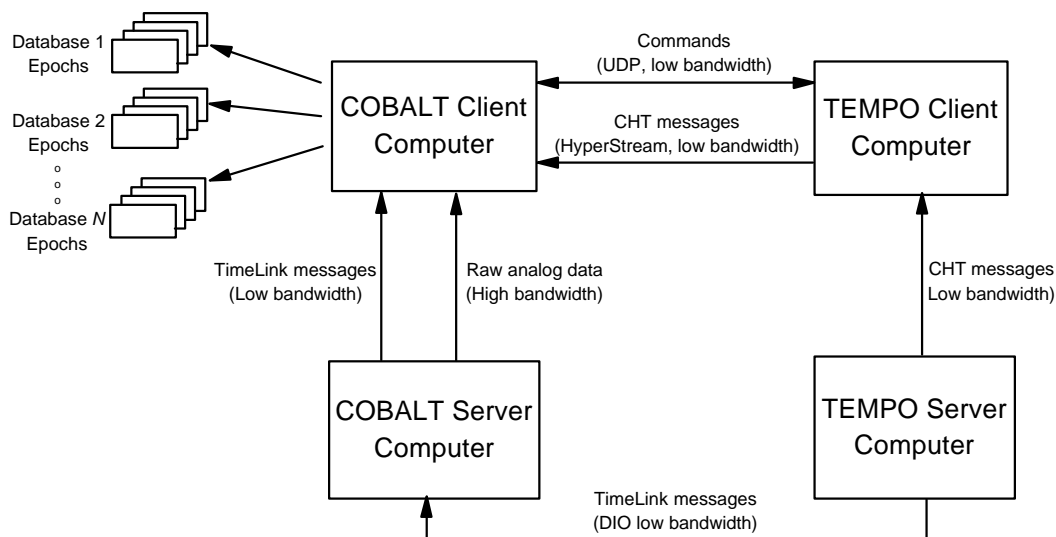 Database 1
Epochs
Database 2
Epochs
o
o
o
Database N
Epochs
COBALT Client
Computer
Commands
(UDP, low bandwidth)
CHT messages
(HyperStream, low bandwidth)
TEMPO Client
Computer
TimeLink messages
(Low bandwidth)
Raw analog data
(High bandwidth)
CHT messages
Low bandwidth)
COBALT Server
Computer
TEMPO Server
Computer
TimeLink messages
(DIO low bandwidth)